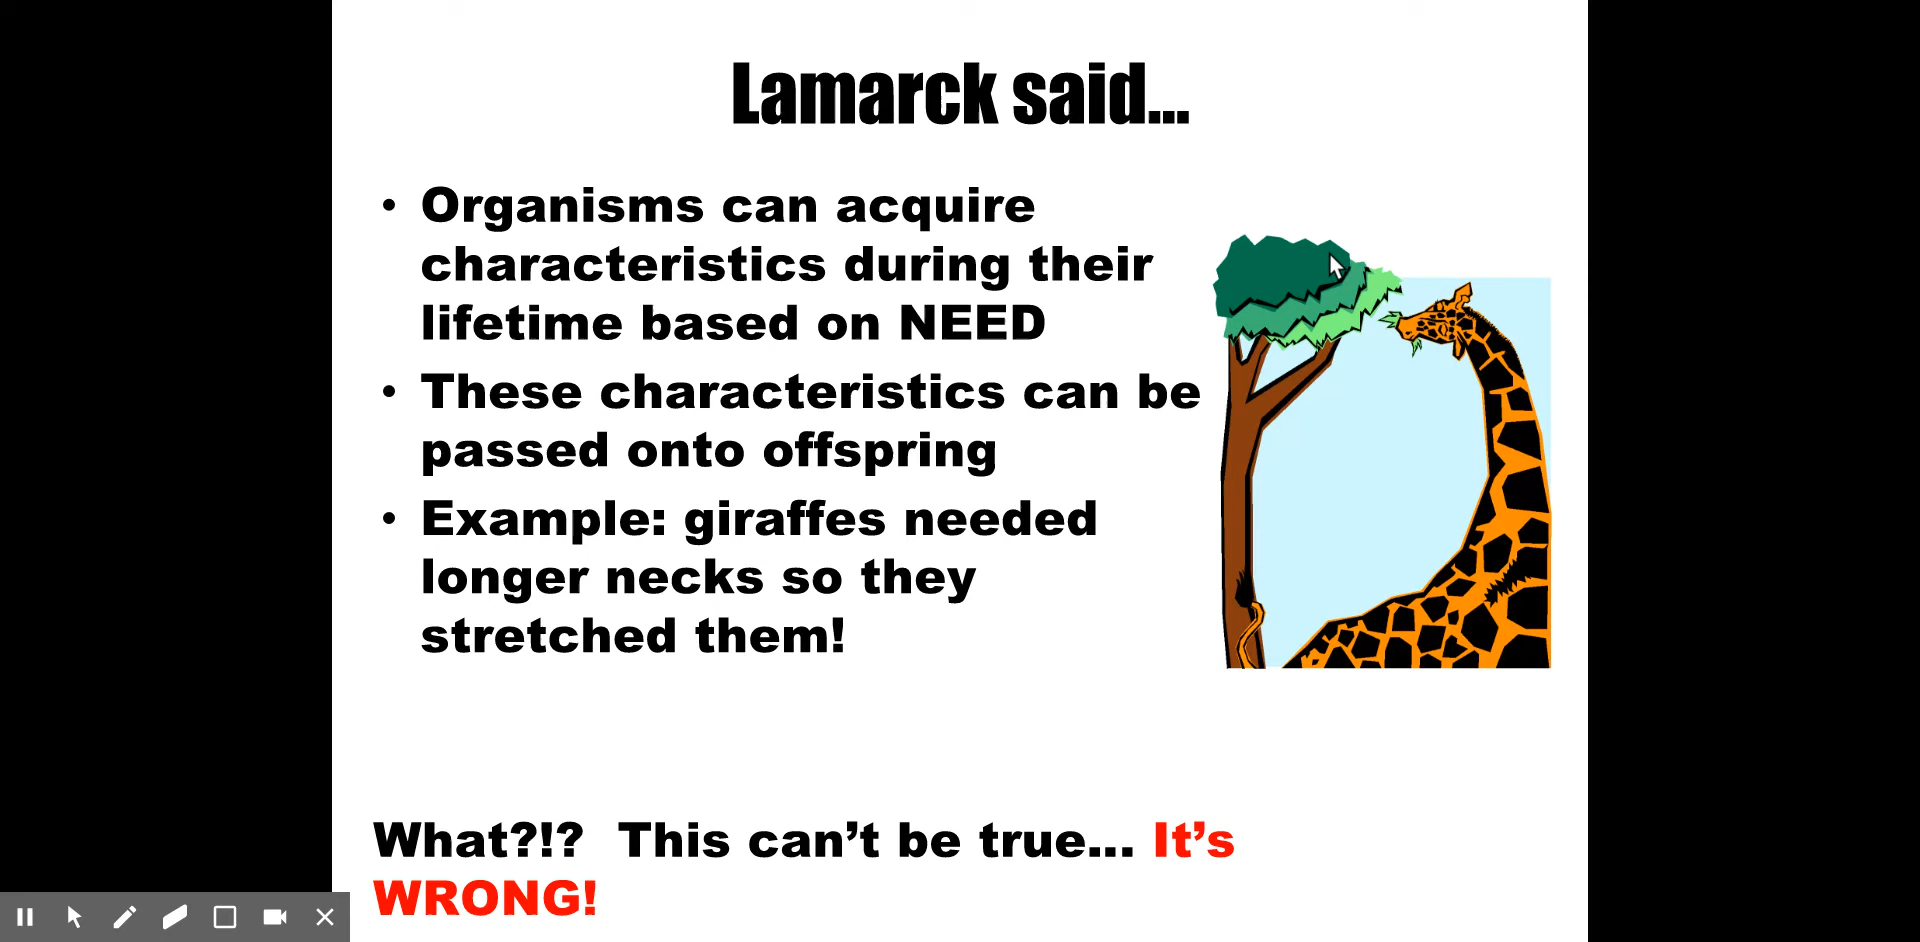 Lamarck said...
• Organisms can acquire
characteristics during their
lifetime based on NEED
• These characteristics can be
passed onto offspring
• Example: giraffes needed
longer necks so they
stretched them!
What?!?  This can’t be true... It’s
WRONG!